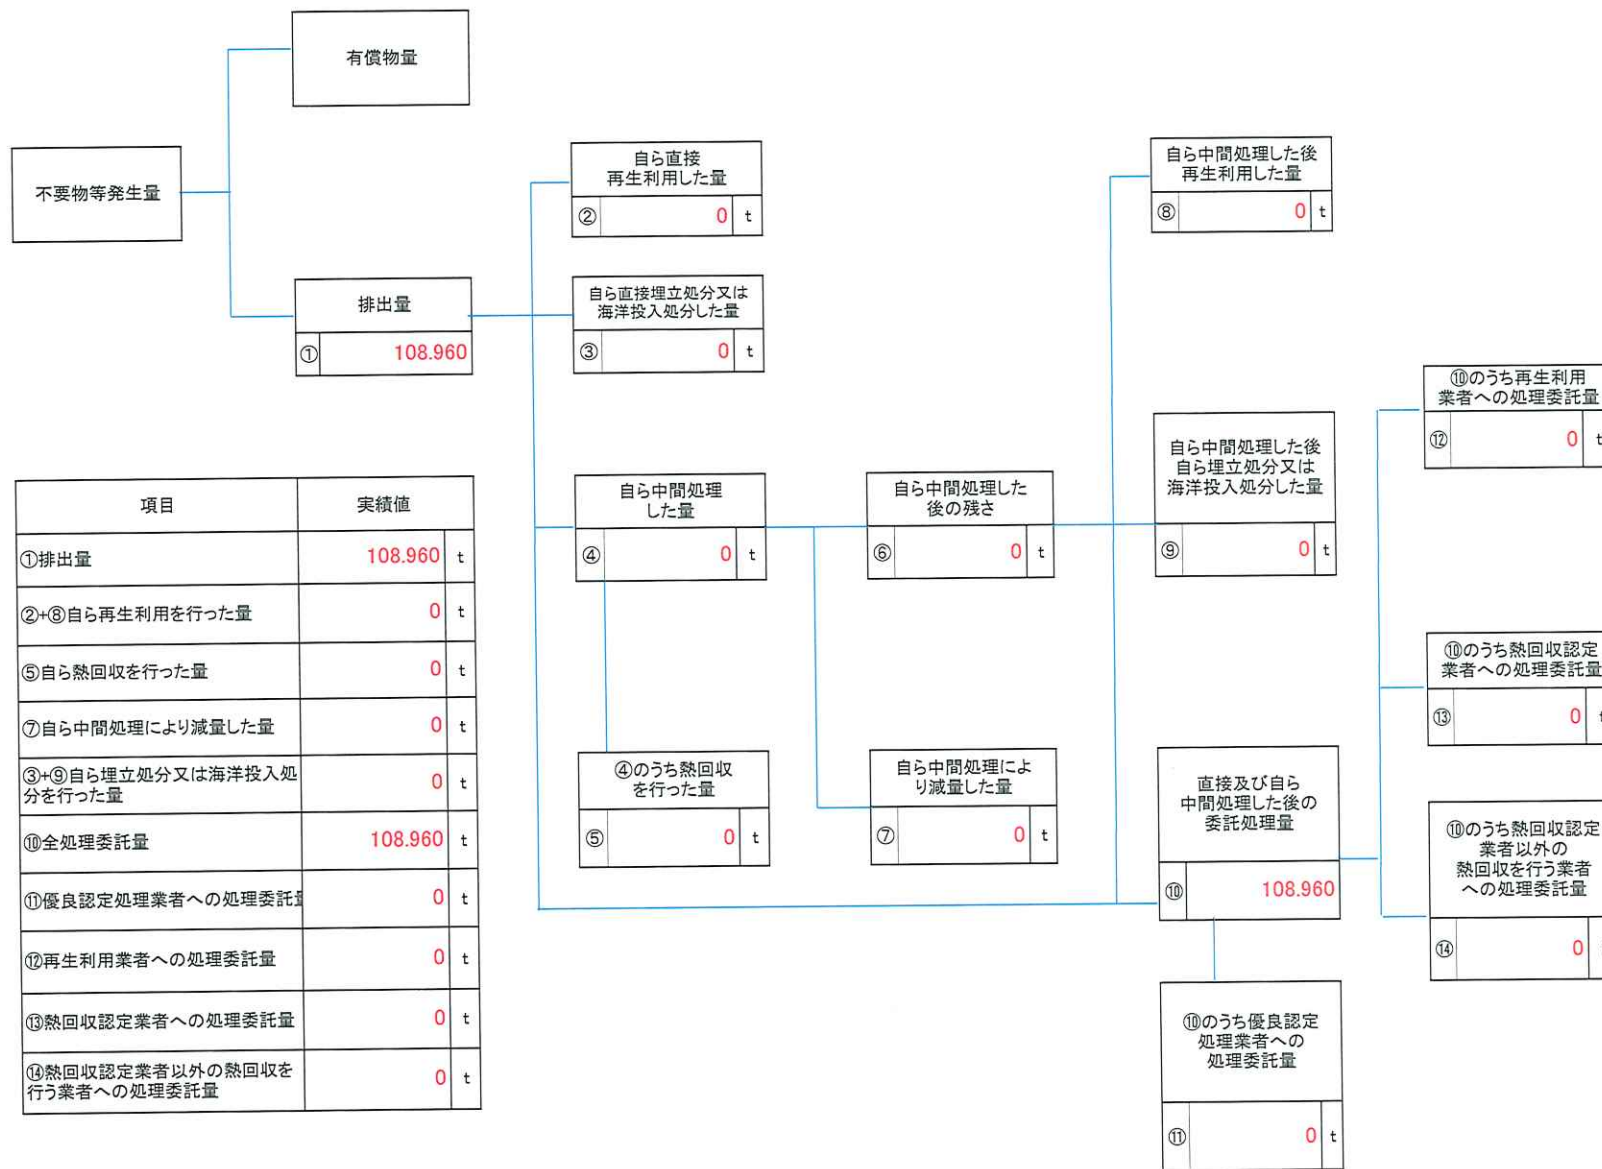 有償物量
不要物等発生量
排出量
① 108.960
自ら直接
再生利用した量
② 0 t
自ら直接埋立処分又は
海洋投入処分した量
③ 0 t
自ら中間処理
した量
④ 0 t
④のうち熱回収
を行った量
⑤ 0 t
自ら中間処理した
後の残さ
⑥ 0 t
自ら中間処理によ
り減量した量
⑦ 0 t
自ら中間処理した後
再生利用した量
⑧ 0 t
自ら中間処理した後
自ら埋立処分又は
海洋投入処分した量
⑨ 0 t
直接及び自ら
中間処理した後の
委託処理量
⑩ 108.960
⑩のうち優良認定
処理業者への
処理委託量
⑪ 0 t
⑩のうち再生利用
業者への処理委託量
⑫ 0 t
⑩のうち熱回収認定
業者への処理委託量
⑬ 0
⑩のうち熱回収認定
業者以外の
熱回収を行う業者
への処理委託量
⑭ 0
項目 実績値
①排出量 108.960 t
②+⑧自ら再生利用を行った量 0 t
⑤自ら熱回収を行った量 0 t
⑦自ら中間処理により減量した量 0 t
③+⑨自ら埋立処分又は海洋投入処
分を行った量 0 t
⑩全処理委託量 108.960 t
⑪優良認定処理業者への処理委託量 0 t
⑫再生利用業者への処理委託量 0 t
⑬熱回収認定業者への処理委託量 0 t
⑭熱回収認定業者以外の熱回収を
行う業者への処理委託量 0 t